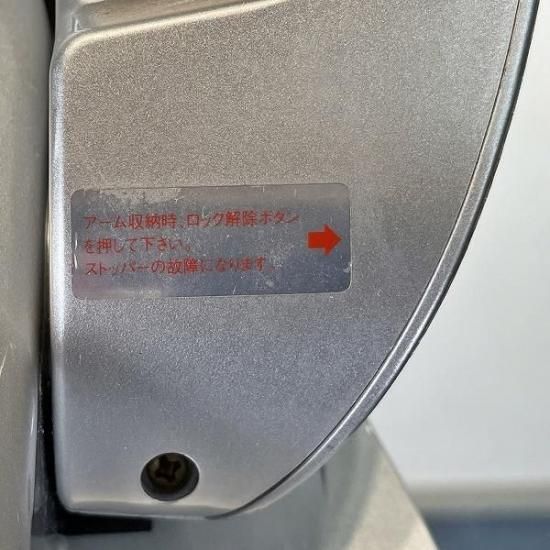 アーム収納時、ロック解除ボタン
を押して下さい。
ストッパーの故障になります。